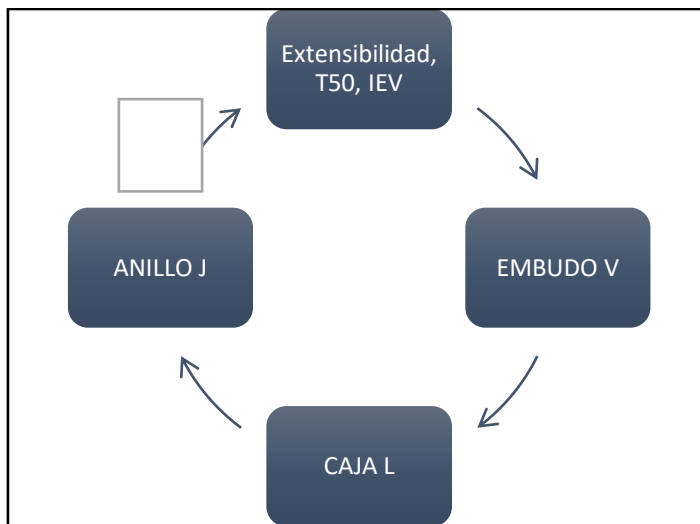 Extensibilidad,
T50, IEV
ANILLO J
EMBUDO V
CAJA L